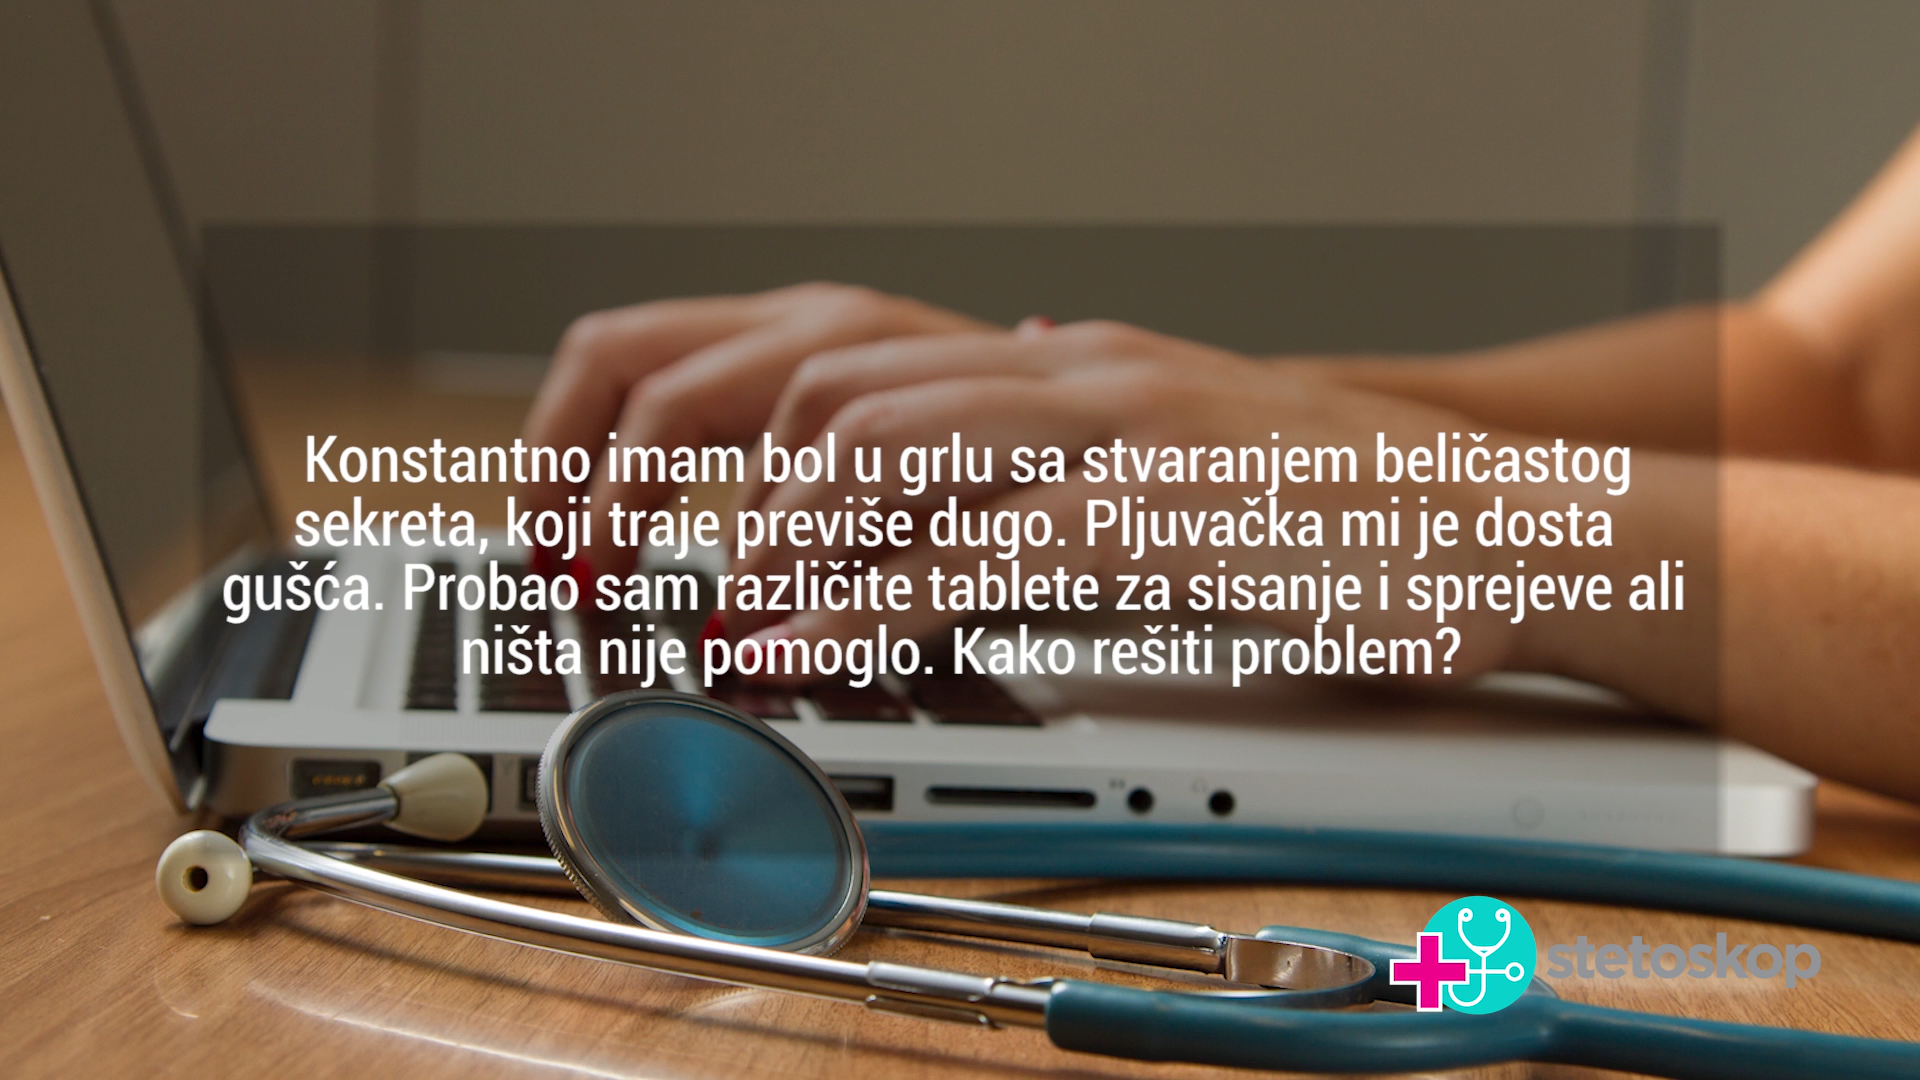 Konstantno imam bol u grlu sa stvaranjem beličastog
sekreta, koji traje previše dugo. Pljuvačka mi je dosta
gušća. Probao sam različite tablete za sisanje i sprejeve ali
ništa nije pomoglo. Kako rešiti problem?
stetoskop